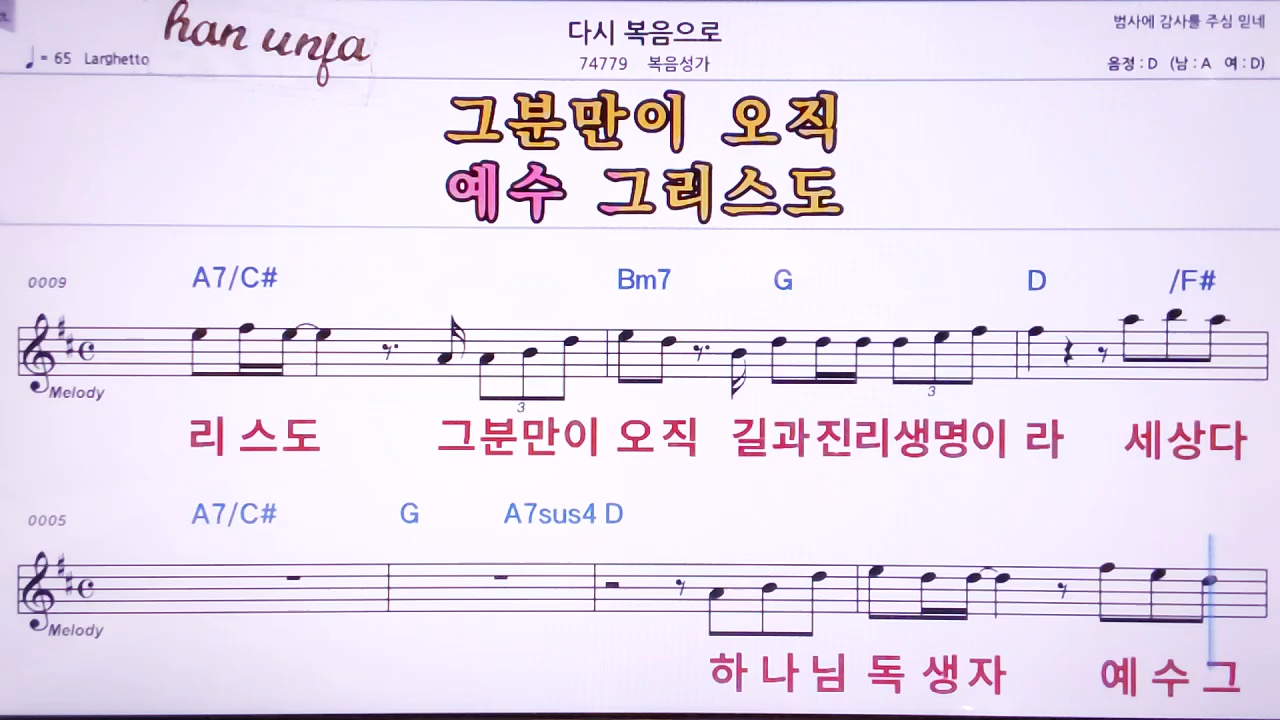 han unja
다시 복음으로
범사에 감사를 주심 믿네
♩ = 65 Larghetto
74779 복음성가
음정 : D (남 : A 여 : D)
그분만이 오직
예수 그리스도
0009 A7/C# Bm7 G D /F#
Melody
3 3
리 스 도 그분만이 오직 길과진리생명이 라 세상다
0005 A7/C# G A7sus4 D
Melody
하 나 님 독 생 자 예 수 그